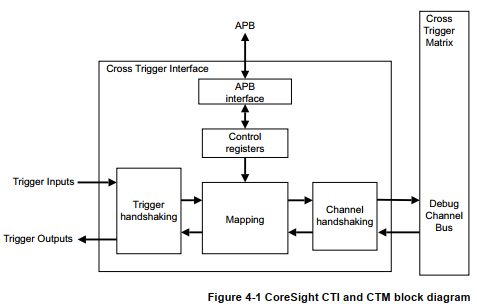 APB
Cross
Trigger
Matrix
Cross Trigger Interface
APB
interface
Control
registers
Trigger Inputs
Trigger
handshaking
Mapping
Channel
handshaking
Debug
Channel
Bus
Trigger Outputs
Figure 4-1 CoreSight CTI and CTM block diagram